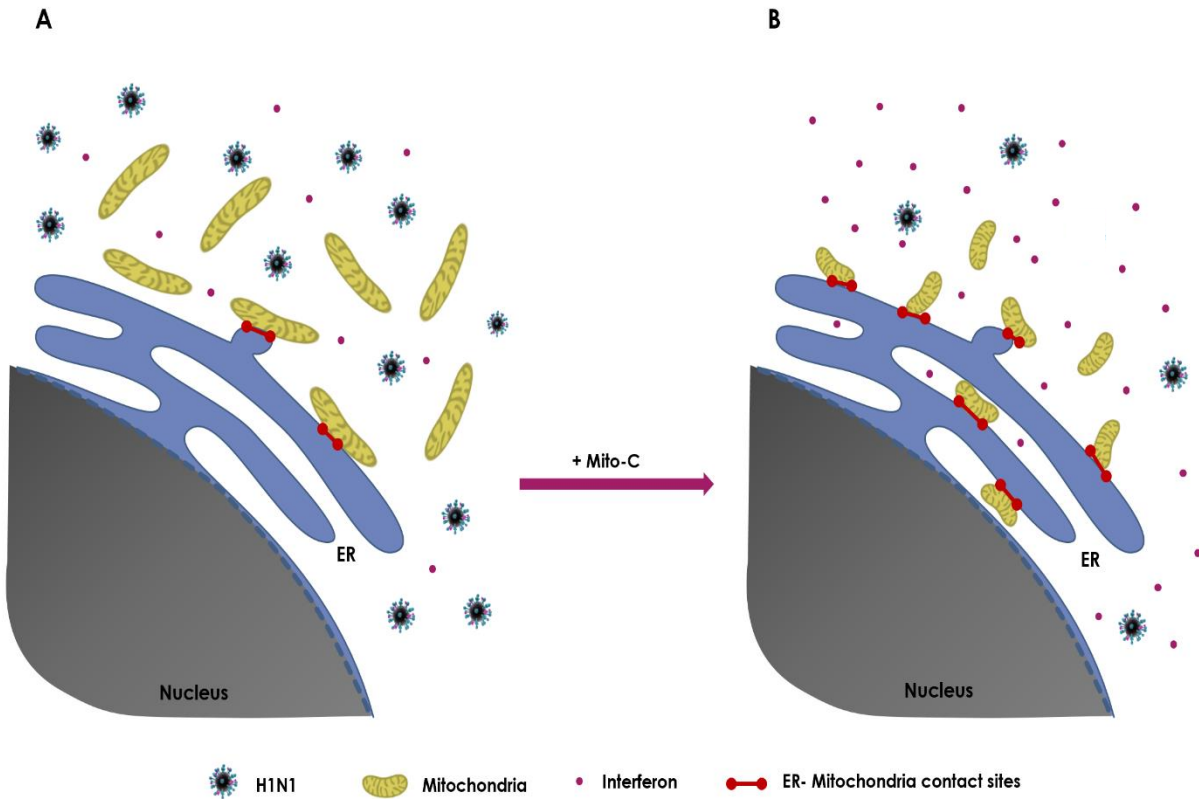 A
B
+ Mito-C
ER
ER
Nucleus
Nucleus
H1N1
Mitochondria
Interferon
ER- Mitochondria contact sites